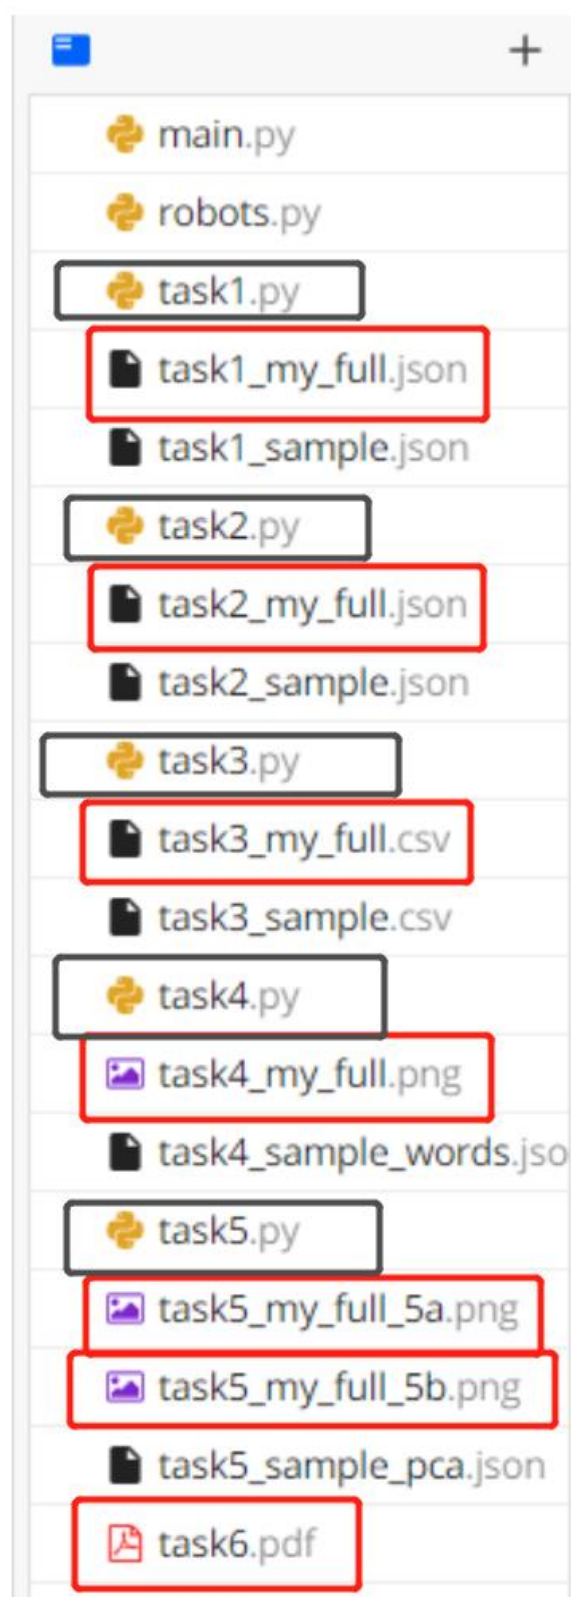 main.py
robots.py
task1.py
task1_my_full.json
task1_sample.json
task2.py
task2_my_full.json
task2_sample.json
task3.py
task3_my_full.csv
task3_sample.csv
task4.py
task4_my_full.png
task4_sample_words.jso
task5.py
task5_my_full_5a.png
task5_my_full_5b.png
task5_sample_pca.json
task6.pdf